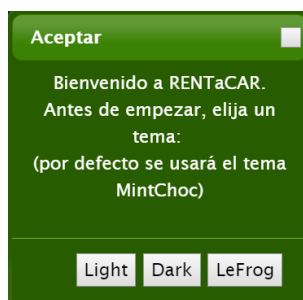 Aceptar
Bienvenido a RENTaCAR.
Antes de empezar, elija un
tema:
(por defecto se usará el tema
MintChoc)
Light Dark LeFrog